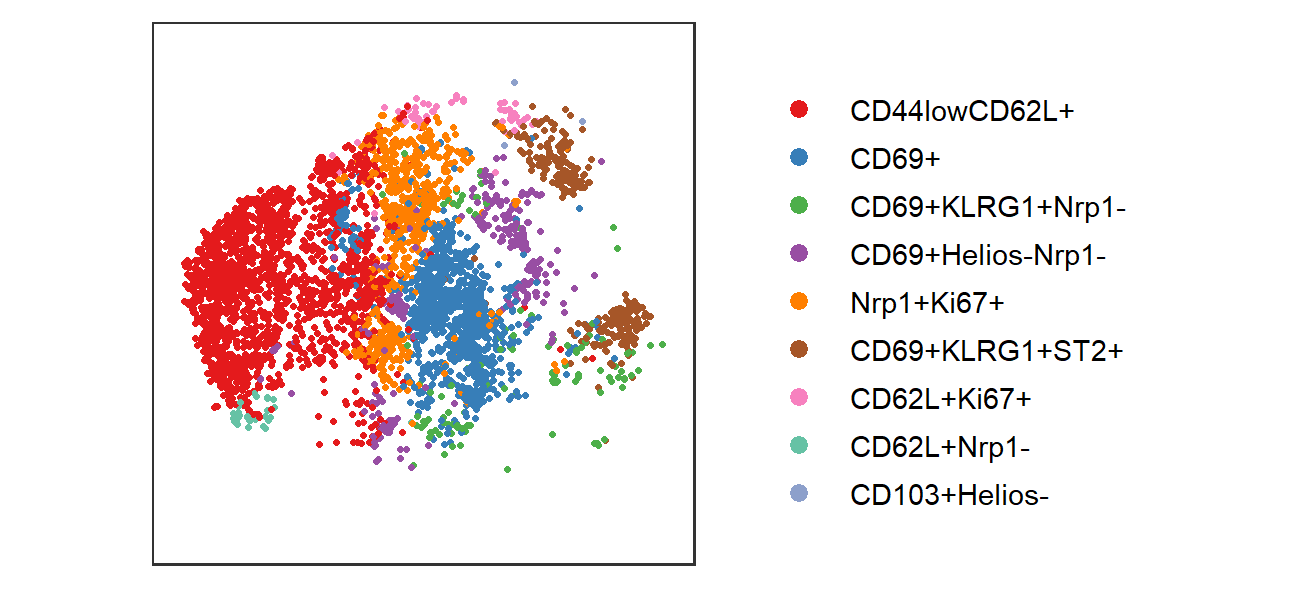 CD44lowCD62L+
CD69+
CD69+KLRG1+Nrp1-
CD69+Helios-Nrp1-
Nrp1+Ki67+
CD69+KLRG1+ST2+
CD62L+Ki67+
CD62L+Nrp1-
CD103+Helios-